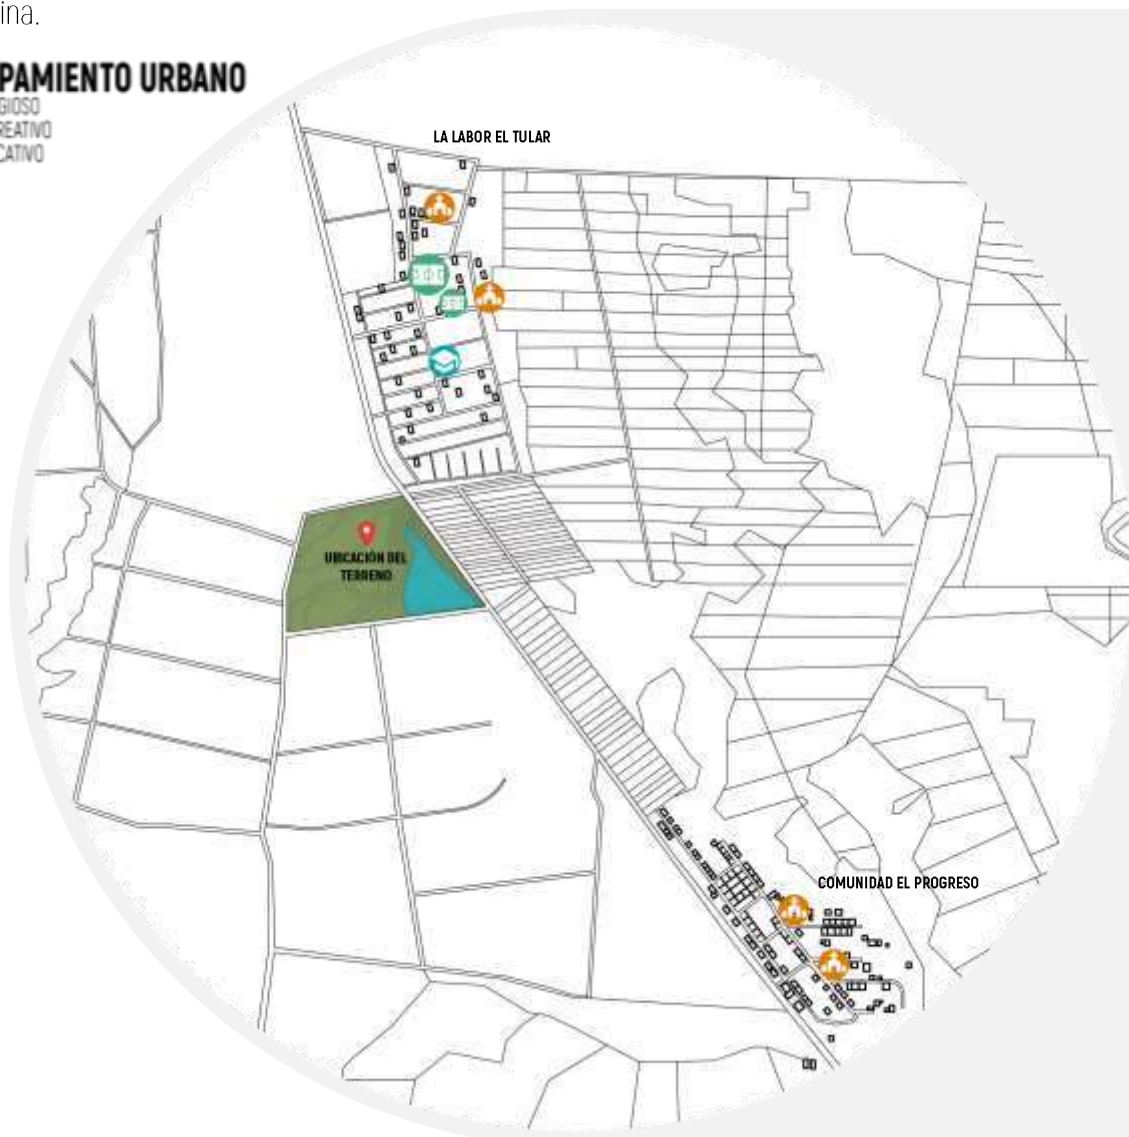 ina.
PAMIENTO URBANO
GIOSO
REATIVO
CATIVO
LA LABOR EL TULAR
UBICACIÓN DEL
TERRENO
COMUNIDAD EL PROGRESO